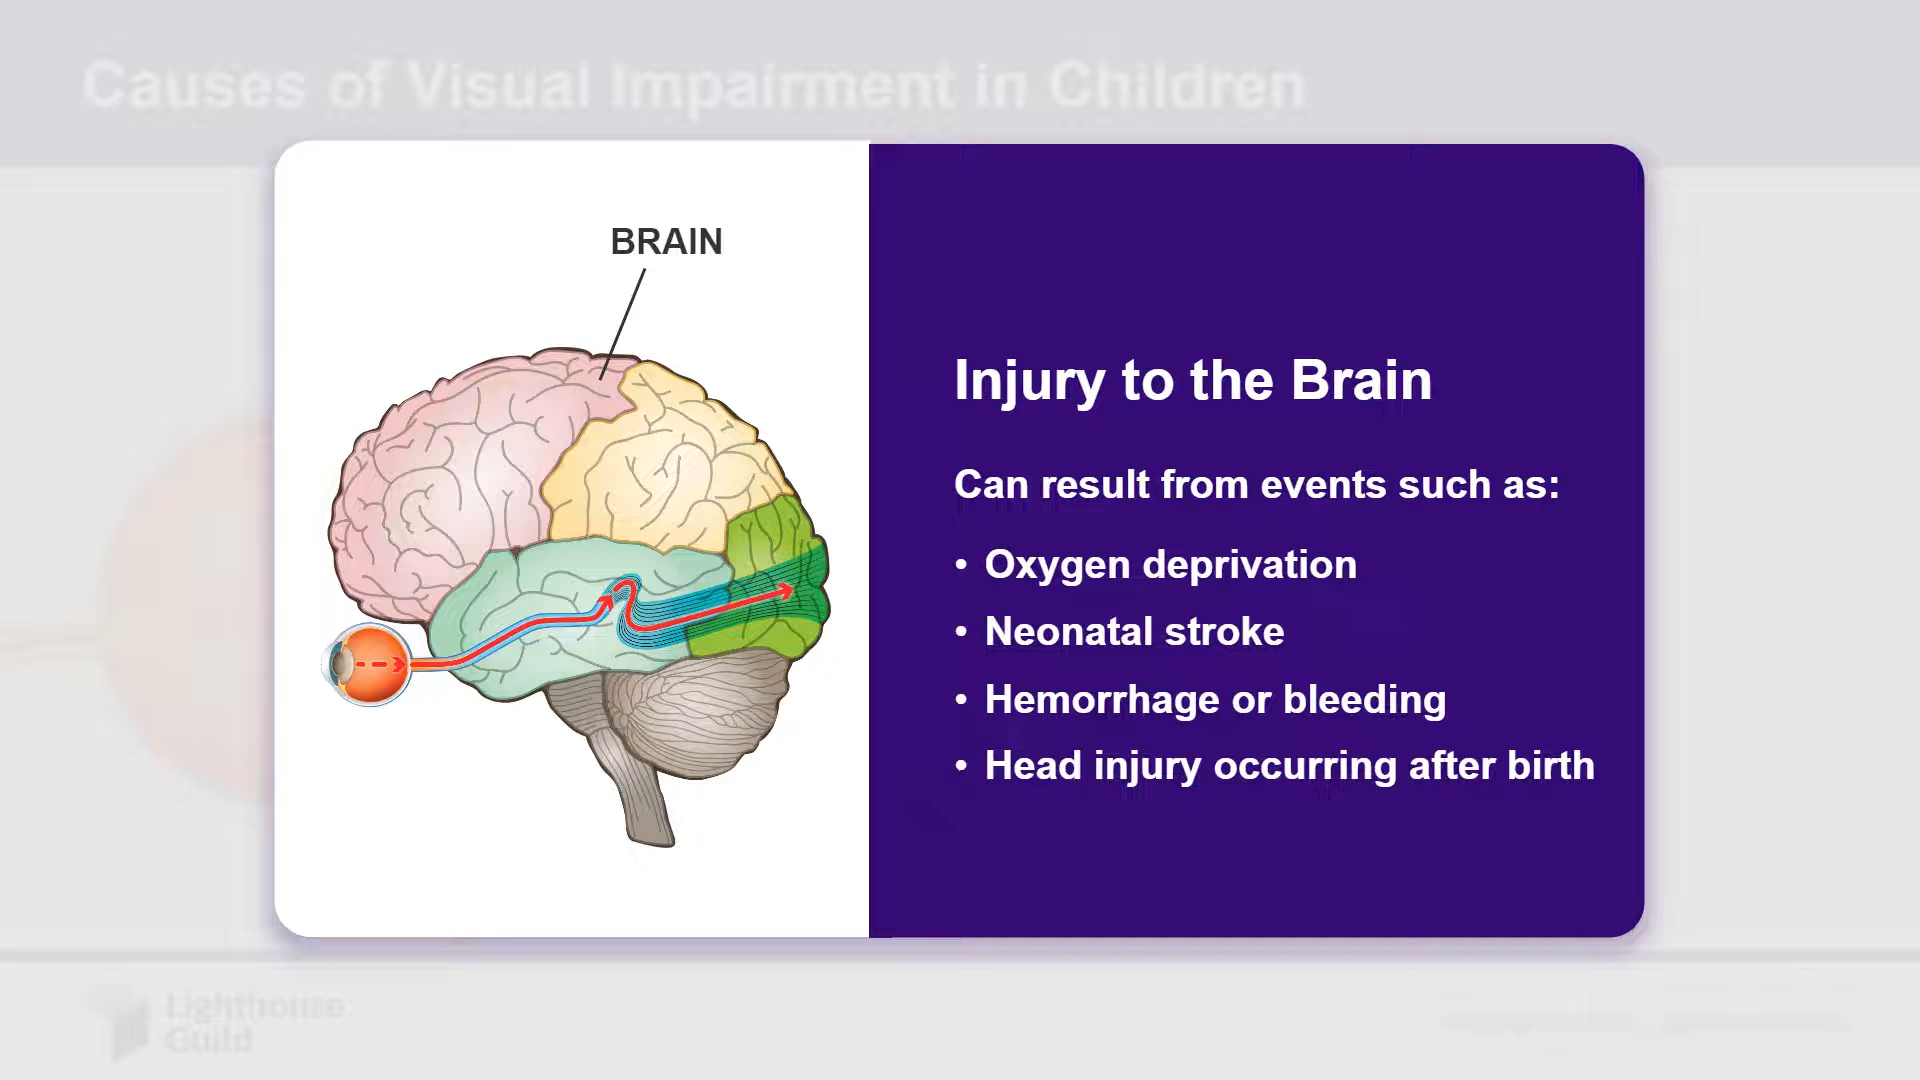 Causes of Visual Impairment in Children
BRAIN
Injury to the Brain
Can result from events such as:
• Oxygen deprivation
• Neonatal stroke
• Hemorrhage or bleeding
• Head injury occurring after birth
Lighthouse
Guild